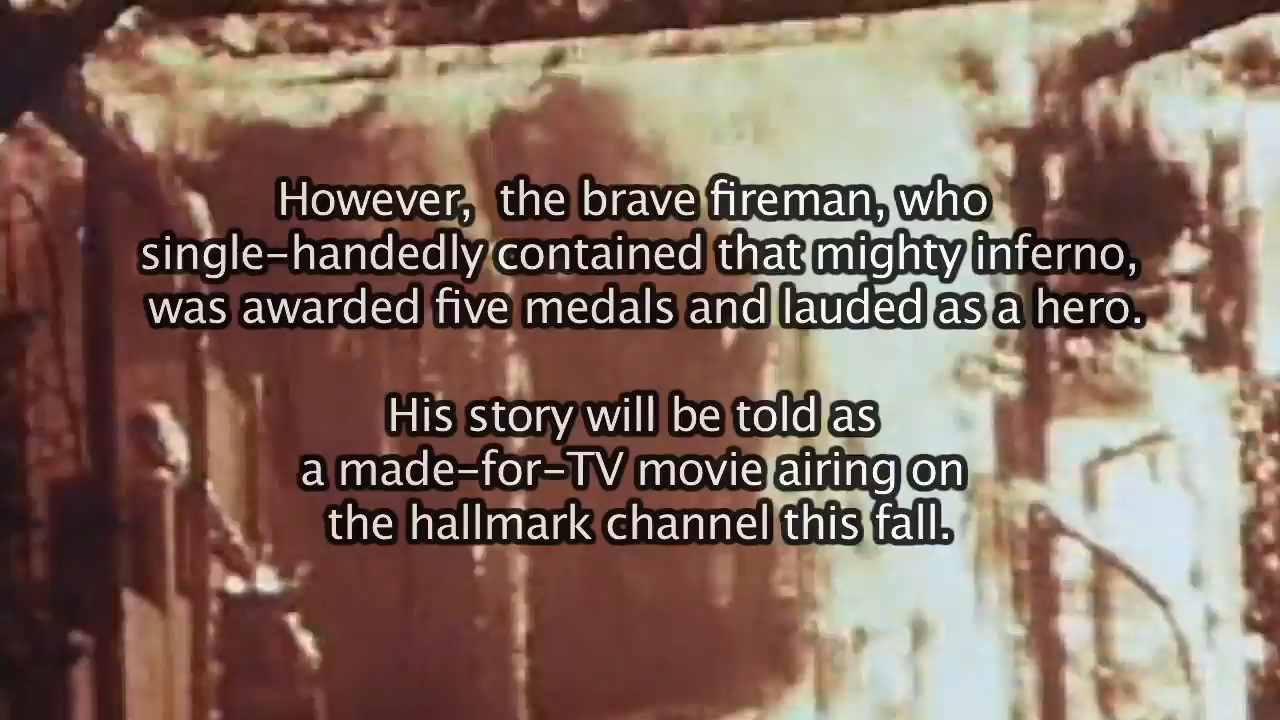 However,  the brave fireman, who
single-handedly contained that mighty inferno,
was awarded five medals and lauded as a hero.
His story will be told as
a made-for-TV movie airing on
the hallmark channel this fall.